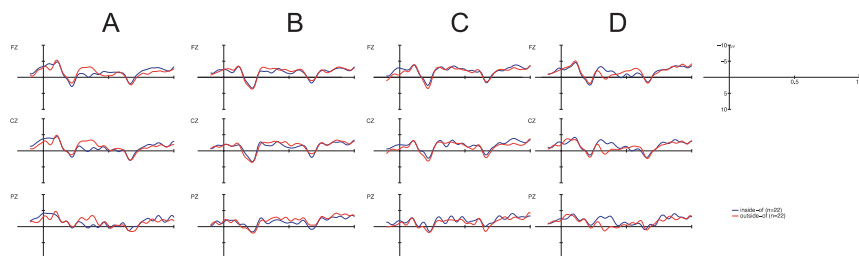 A B C D
FZ FZ FZ FZ -10 µV
-5
0.5 1
5
10
CZ CZ CZ CZ
PZ PZ PZ PZ
inside-of (n=22)
outside-of (n=22)